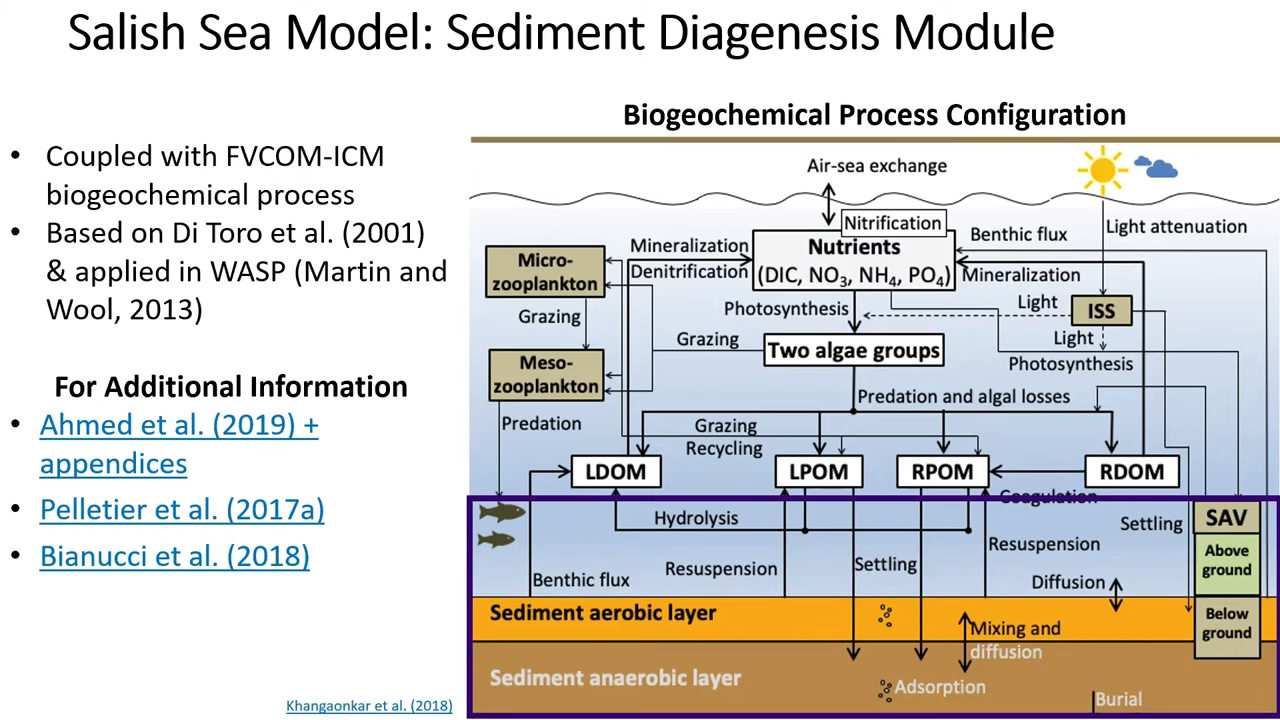 Salish Sea Model: Sediment Diagenesis Module
• Coupled with FVCOM-ICM
biogeochemical process
• Based on Di Toro et al. (2001)
& applied in WASP (Martin and
Wool, 2013)
For Additional Information
• Ahmed et al. (2019) +
appendices
• Pelletier et al. (2017a)
• Bianucci et al. (2018)
Khangaonkar et al. (2018)
Biogeochemical Process Configuration
Air-sea exchange
Nitrification
Nutrients
(DIC, NO₃, NH₄, PO₄)
Mineralization
Denitrification
Benthic flux
Mineralization
Light attenuation
Micro-
zooplankton
Grazing
Photosynthesis
Light
ISS
Light
Photosynthesis
Grazing
Two algae groups
Meso-
zooplankton
Predation
Predation and algal losses
Grazing
Recycling
LDOM
LPOM
RPOM
RDOM
Coagulation
Hydrolysis
Settling
SAV
Above
ground
Below
ground
Benthic flux
Resuspension
Settling
Resuspension
Diffusion
Sediment aerobic layer
Mixing and
diffusion
Sediment anaerobic layer
Adsorption
Burial